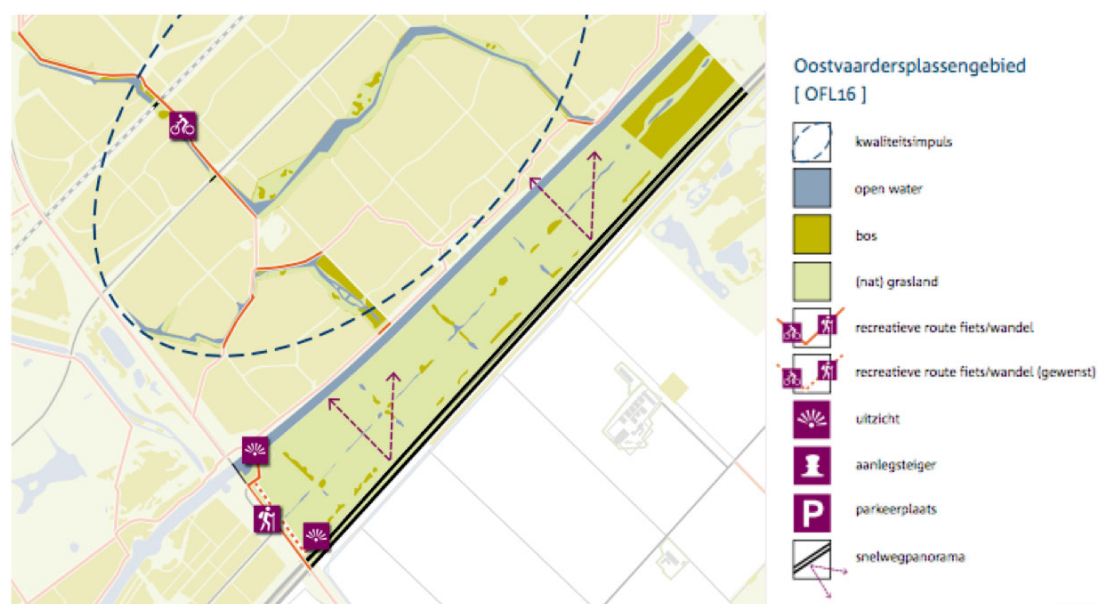 Oostvaardersplassengebied
[ OFL16 ]
kwaliteitsimpuls
open water
bos
(nat) grasland
recreatieve route fiets/wandel
recreatieve route fiets/wandel (gewenst)
uitzicht
aanlegsteiger
P
parkeerplaats
snelwegpanorama